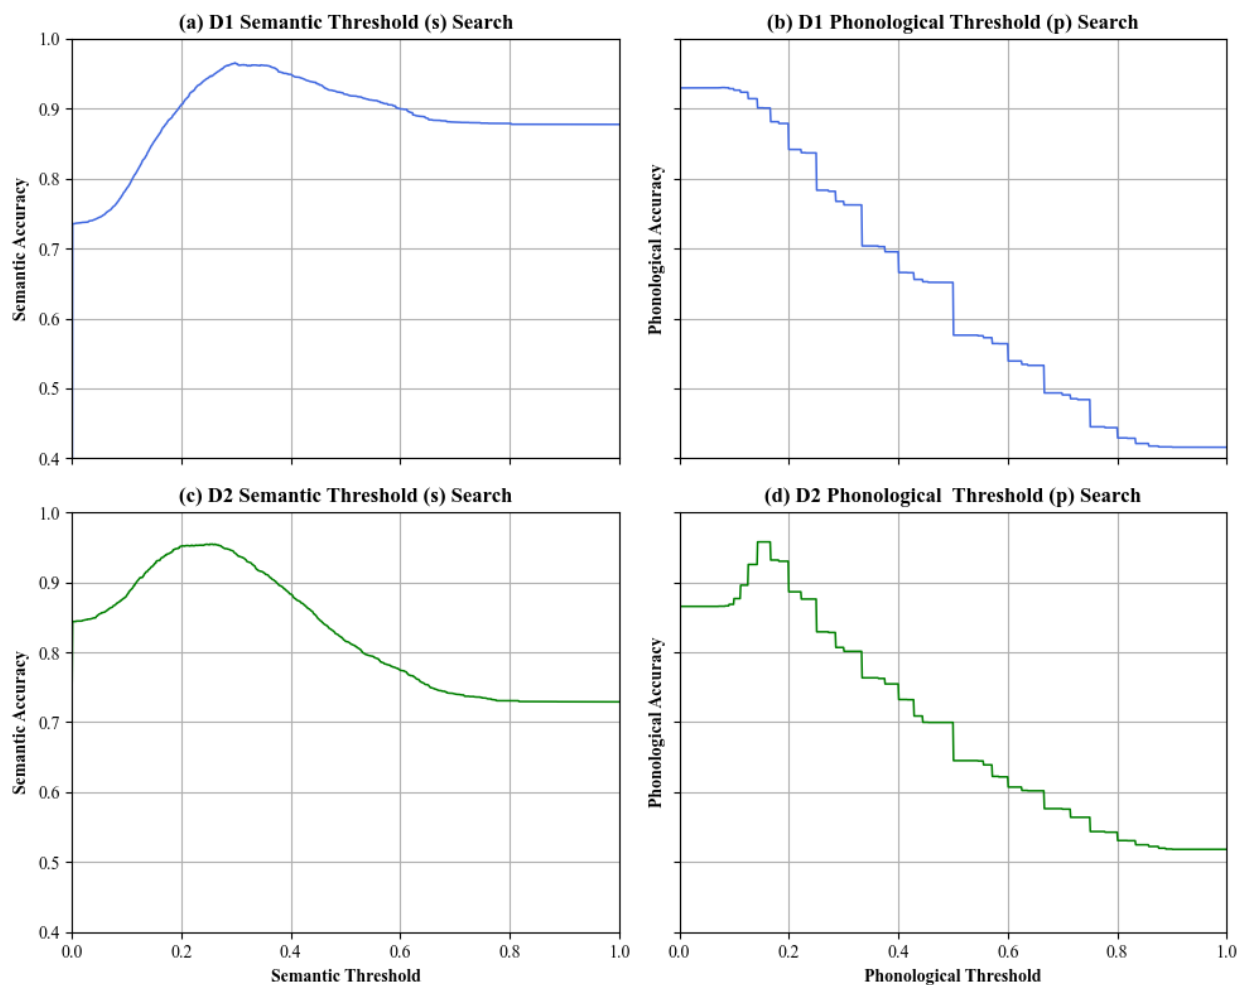 (a) D1 Semantic Threshold (s) Search
(b) D1 Phonological Threshold (p) Search
1.0
0.9
0.8
0.7
0.6
0.5
0.4
Semantic Accuracy
Phonological Accuracy
(c) D2 Semantic Threshold (s) Search
(d) D2 Phonological  Threshold (p) Search
1.0
0.9
0.8
0.7
0.6
0.5
0.4
Semantic Accuracy
Phonological Accuracy
0.0 0.2 0.4 0.6 0.8 1.0
0.0 0.2 0.4 0.6 0.8 1.0
Semantic Threshold
Phonological Threshold